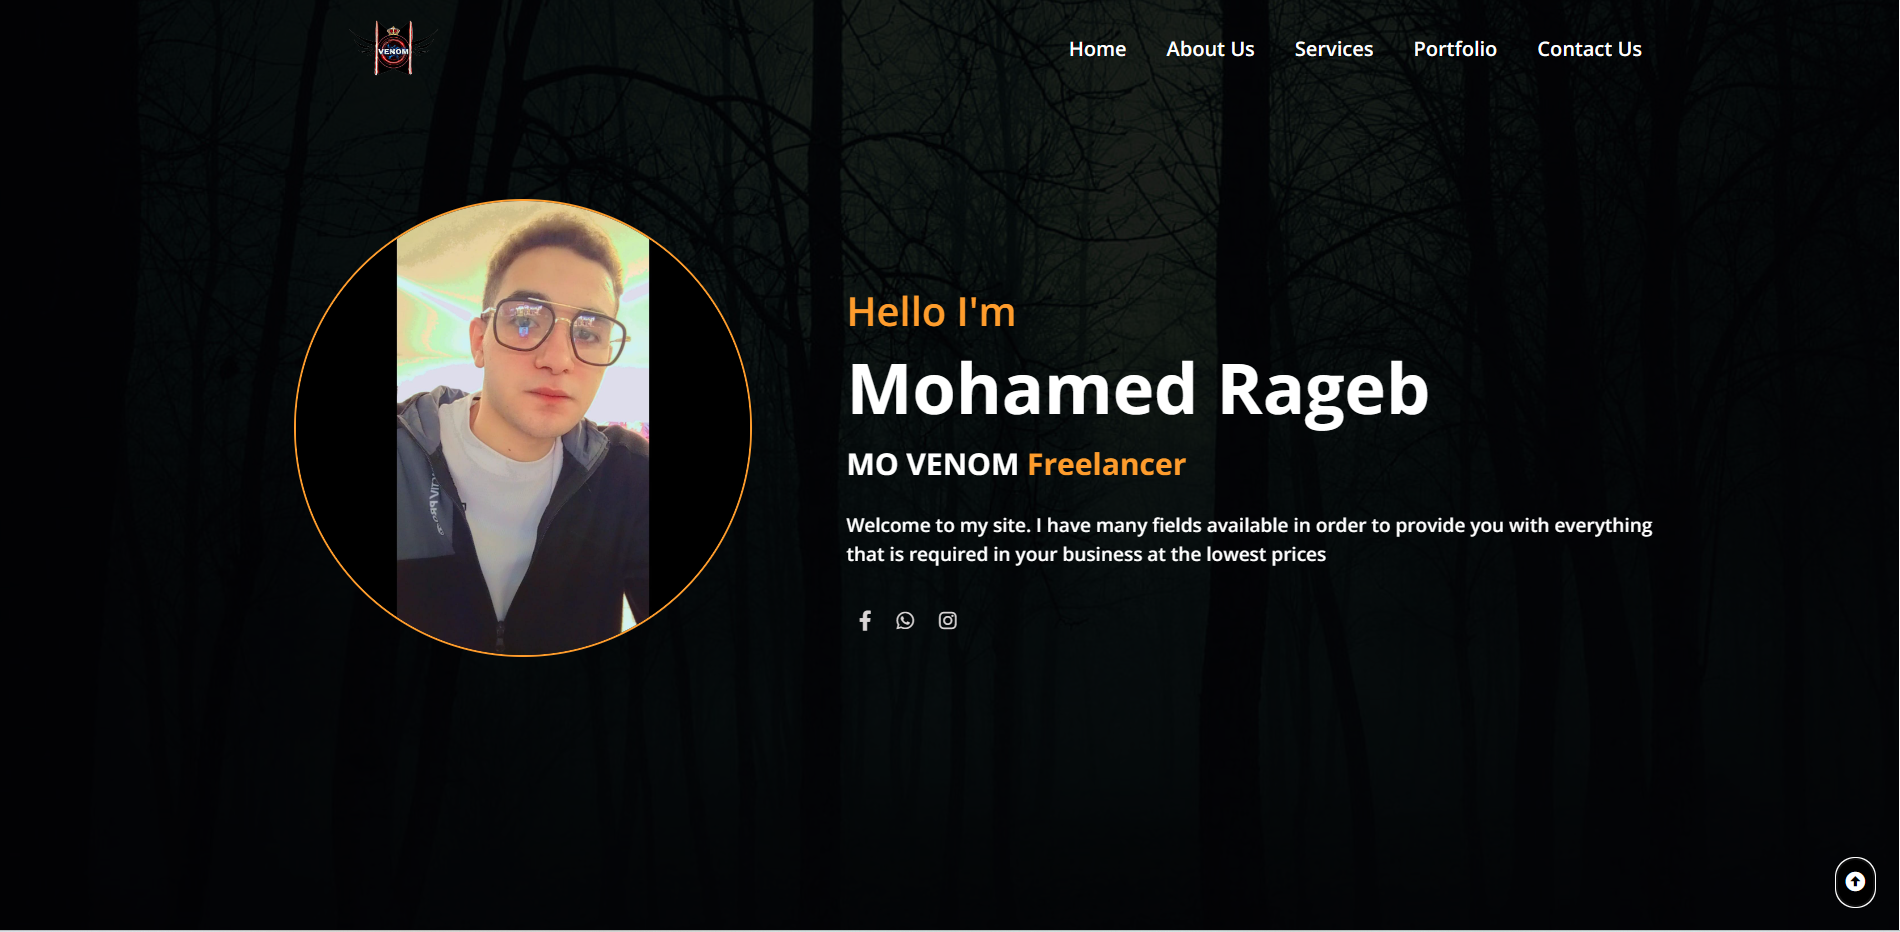 VENOM
Home About Us Services Portfolio Contact Us
Hello I'm
Mohamed Rageb
MO VENOM Freelancer
Welcome to my site. I have many fields available in order to provide you with everything
that is required in your business at the lowest prices